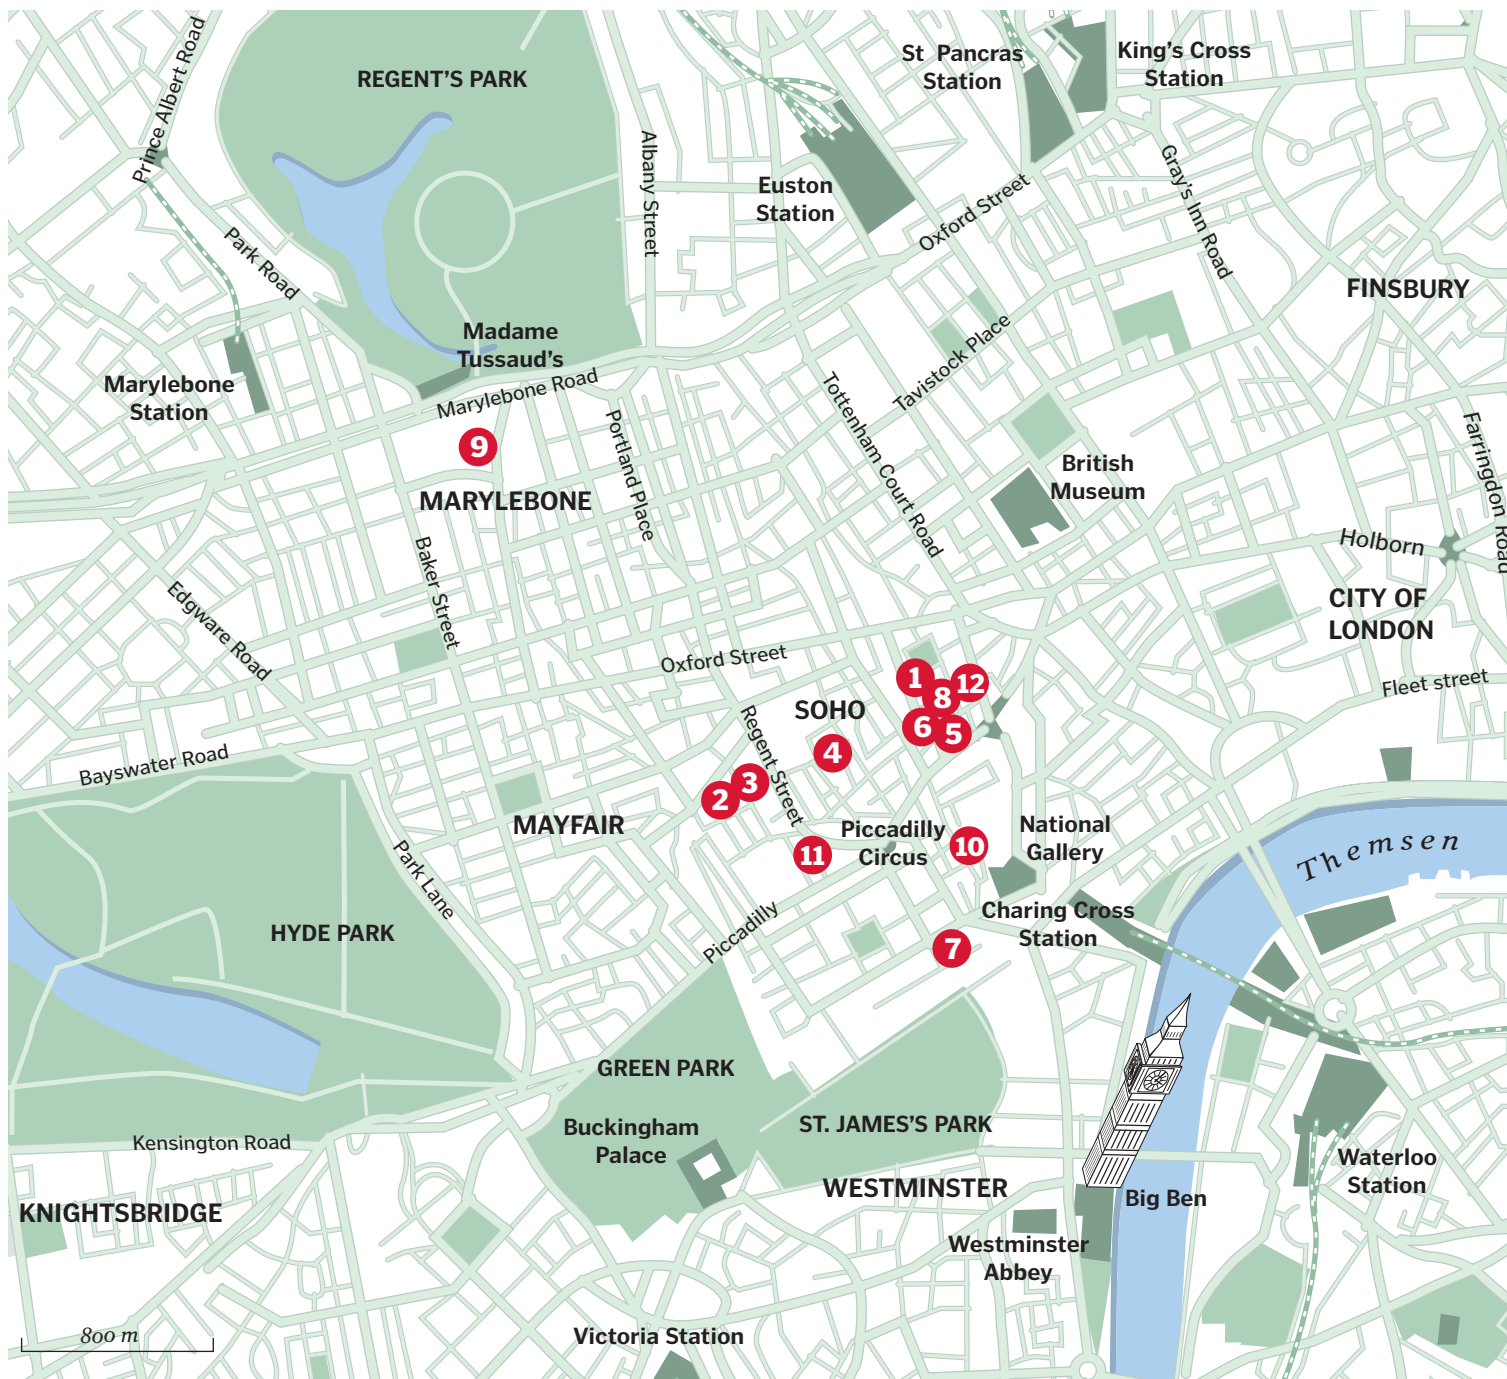 St Pancras
Station
King's Cross
Station
REGENT'S PARK
Prince Albert Road
Albany Street
Euston
Station
Oxford Street
Gray's Inn Road
Park Road
FINSBURY
Madame
Tussaud's
Marylebone
Station
Marylebone Road
Tavistock Place
Tottenham Court Road
Portland Place
Farringdon Road
9
MARYLEBONE
British
Museum
Holborn
Baker Street
Edgware Road
CITY OF
LONDON
Oxford Street
1
12
8
Fleet street
SOHO
6
5
Regent Street
4
Bayswater Road
3
2
MAYFAIR
Piccadilly
Circus
10
National
Gallery
11
Themsen
Park Lane
Piccadilly
HYDE PARK
Charing Cross
Station
7
GREEN PARK
Buckingham
Palace
ST. JAMES'S PARK
Kensington Road
Waterloo
Station
WESTMINSTER
Big Ben
KNIGHTSBRIDGE
Westminster
Abbey
800 m
Victoria Station